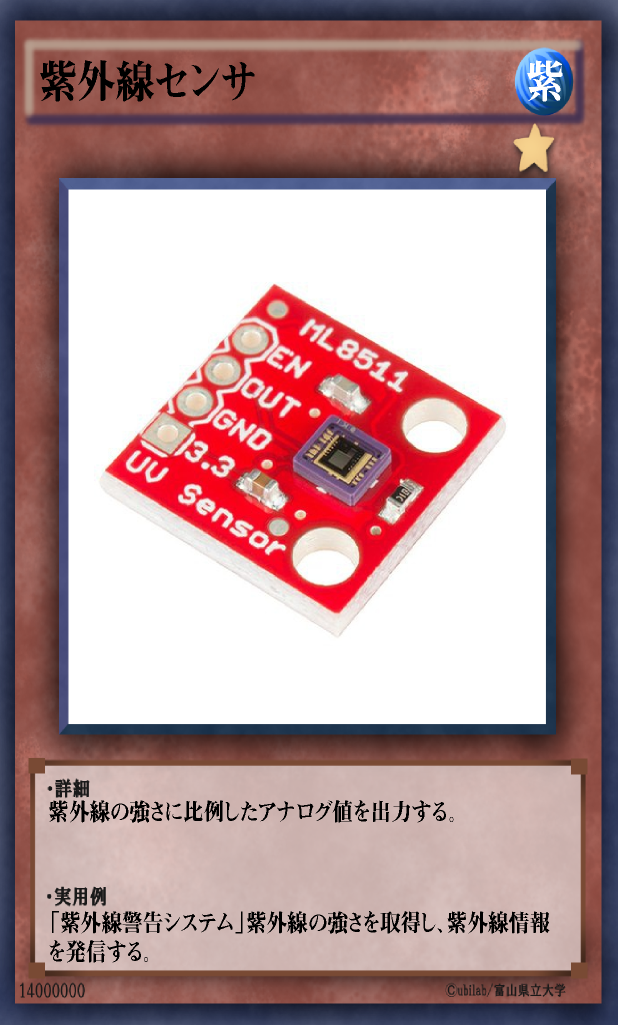 紫外線センサ
紫
ML8511
EN
OUT
GND
3.3
UV Sensor
・詳細
紫外線の強さに比例したアナログ値を出力する。
・実用例
「紫外線警告システム」紫外線の強さを取得し、紫外線情報
を発信する。
14000000
©ubilab/富山県立大学